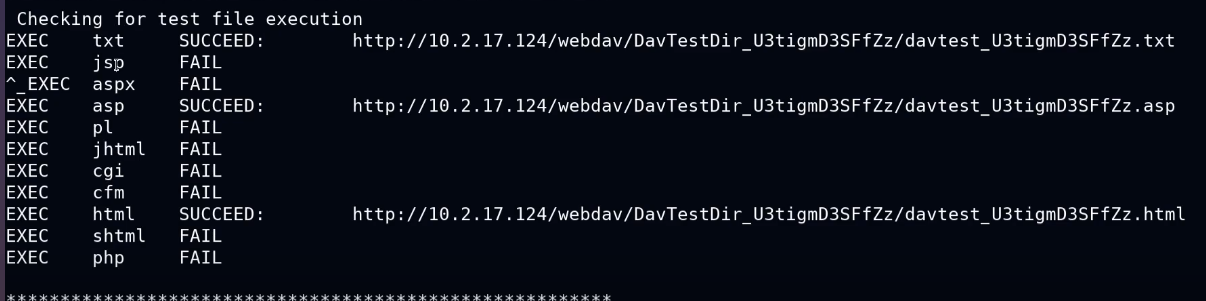 Checking for test file execution
EXEC    txt     SUCCEED:        http://10.2.17.124/webdav/DavTestDir_U3tigmD3SFfZz/davtest_U3tigmD3SFfZz.txt
EXEC    jsp     FAIL
^_EXEC  aspx    FAIL
EXEC    asp     SUCCEED:        http://10.2.17.124/webdav/DavTestDir_U3tigmD3SFfZz/davtest_U3tigmD3SFfZz.asp
EXEC    pl      FAIL
EXEC    jhtml   FAIL
EXEC    cgi     FAIL
EXEC    cfm     FAIL
EXEC    html    SUCCEED:        http://10.2.17.124/webdav/DavTestDir_U3tigmD3SFfZz/davtest_U3tigmD3SFfZz.html
EXEC    shtml   FAIL
EXEC    php     FAIL
********************************************************